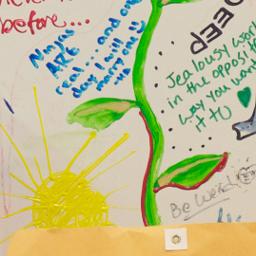 before...
Ninjas
ARE
real... and one
day I will
marry one!!
DEEP
Jealousy works
in the opposite
way you want
it to
Be Weird